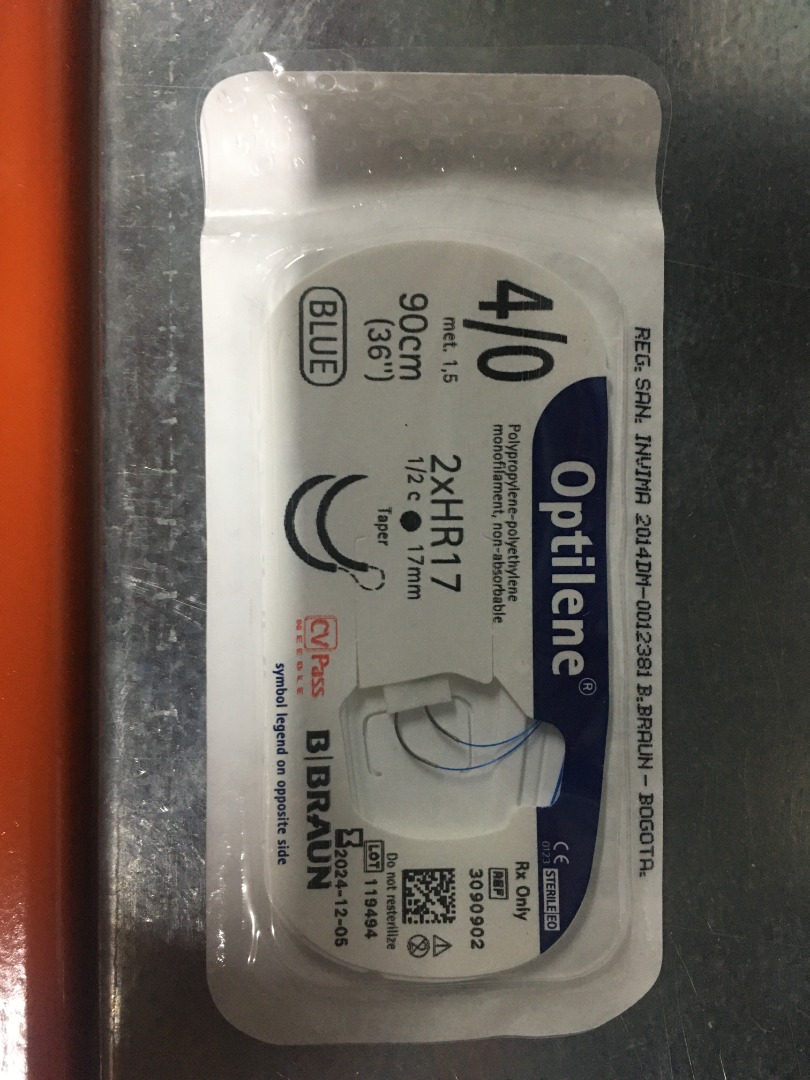 REG. SAN. INVIMA 2014DM-0012381 B.BRAUN - BOGOTA.
Optilene®
CE
0123
STERILE EO
4/0
met. 1,5
90cm
(36")
BLUE
Polypropylene-polyethylene
monofilament, non-absorbable
2xHR17
1/2 c 17mm
Taper
CV Pass
NEEDLE
symbol legend on opposite side
Rx Only
REF
3090902
Do not resterilize
LOT 119494
2024-12-05
B|BRAUN